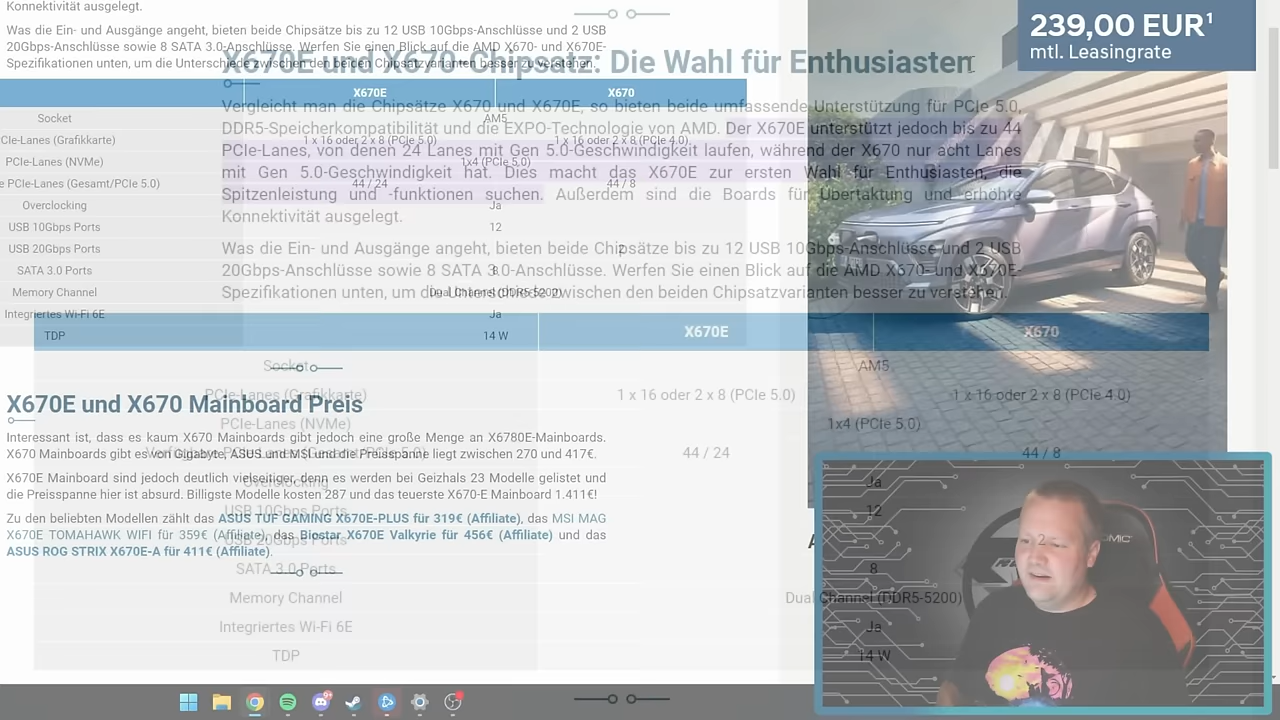 Konnektivität ausgelegt.
Was die Ein- und Ausgänge angeht, bieten beide Chipsätze bis zu 12 USB 10Gbps-Anschlüsse und 2 USB
20Gbps-Anschlüsse sowie 8 SATA 3.0-Anschlüsse. Werfen Sie einen Blick auf die AMD X670- und X670E-
Spezifikationen unten, um die Unterschiede zwischen den beiden Chipsatzvarianten besser zu verstehen.
X670E X670
Socket AM5
CIe-Lanes (Grafikkarte) 1 x 16 oder 2 x 8 (PCIe 5.0) 1 x 16 oder 2 x 8 (PCIe 4.0)
PCIe-Lanes (NVMe) 1x4 (PCIe 5.0)
e PCIe-Lanes (Gesamt/PCIe 5.0) 44 / 24 44 / 8
Overclocking Ja
USB 10Gbps Ports 12
USB 20Gbps Ports 2
SATA 3.0 Ports 8
Memory Channel Dual Channel (DDR5-5200)
Integriertes Wi-Fi 6E Ja
TDP 14 W
X670E und X670 Mainboard Preis
Interessant ist, dass es kaum X670 Mainboards gibt jedoch eine große Menge an X6780E-Mainboards.
X670 Mainboards gibt es von Gigabyte, ASUS und MSI und die Preisspanne liegt zwischen 270 und 417€.
X670E Mainboard sind jedoch deutlich vielseitiger, denn es werden bei Geizhals 23 Modelle gelistet und
die Preisspanne hier ist absurd. Billigste Modelle kosten 287 und das teuerste X670-E Mainboard 1.411€!
Zu den beliebten Modellen zählt das ASUS TUF GAMING X670E-PLUS für 319€ (Affiliate), das MSI MAG
X670E TOMAHAWK WIFI für 359€ (Affiliate), das Biostar X670E Valkyrie für 456€ (Affiliate) und das
ASUS ROG STRIX X670E-A für 411€ (Affiliate).
X670E und X670 Chipsatz: Die Wahl für Enthusiasten
Vergleicht man die Chipsätze X670 und X670E, so bieten beide umfassende Unterstützung für PCIe 5.0,
DDR5-Speicherkompatibilität und die EXPO-Technologie von AMD. Der X670E unterstützt jedoch bis zu 44
PCIe-Lanes, von denen 24 Lanes mit Gen 5.0-Geschwindigkeit laufen, während der X670 nur acht Lanes
mit Gen 5.0-Geschwindigkeit hat. Dies macht das X670E zur ersten Wahl für Enthusiasten, die
Spitzenleistung und -funktionen suchen. Außerdem sind die Boards für Übertaktung und erhöhte
Konnektivität ausgelegt.
Was die Ein- und Ausgänge angeht, bieten beide Chipsätze bis zu 12 USB 10Gbps-Anschlüsse und 2 USB
20Gbps-Anschlüsse sowie 8 SATA 3.0-Anschlüsse. Werfen Sie einen Blick auf die AMD X670- und X670E-
Spezifikationen unten, um die Unterschiede zwischen den beiden Chipsatzvarianten besser zu verstehen.
X670E X670
Socket AM5
PCIe-Lanes (Grafikkarte) 1 x 16 oder 2 x 8 (PCIe 5.0) 1 x 16 oder 2 x 8 (PCIe 4.0)
PCIe-Lanes (NVMe) 1x4 (PCIe 5.0)
44 / 24 44 / 8
Overclocking Ja
USB 10Gbps Ports 12
USB 20Gbps Ports 2
SATA 3.0 Ports 8
Memory Channel Dual Channel (DDR5-5200)
Integriertes Wi-Fi 6E Ja
TDP 14 W
239,00 EUR¹
mtl. Leasingrate